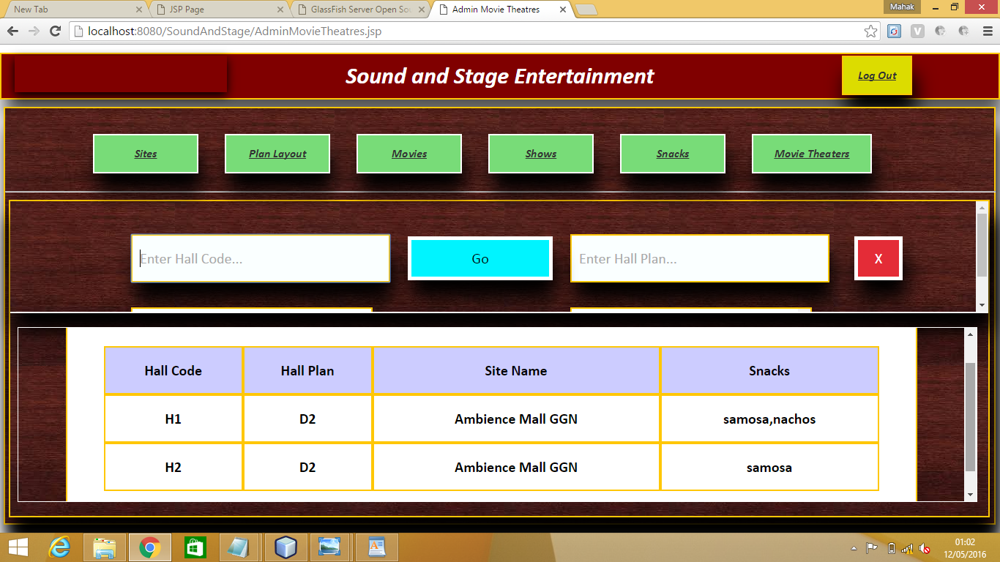 New Tab
JSP Page
GlassFish Server Open Sou
Admin Movie Theatres
Mahak
localhost:8080/SoundAndStage/AdminMovieTheatres.jsp
Sound and Stage Entertainment
Log Out
Sites
Plan Layout
Movies
Shows
Snacks
Movie Theaters
Enter Hall Code...
Go
Enter Hall Plan...
X
Hall Code Hall Plan Site Name Snacks
H1 D2 Ambience Mall GGN samosa,nachos
H2 D2 Ambience Mall GGN samosa
01:02
12/05/2016